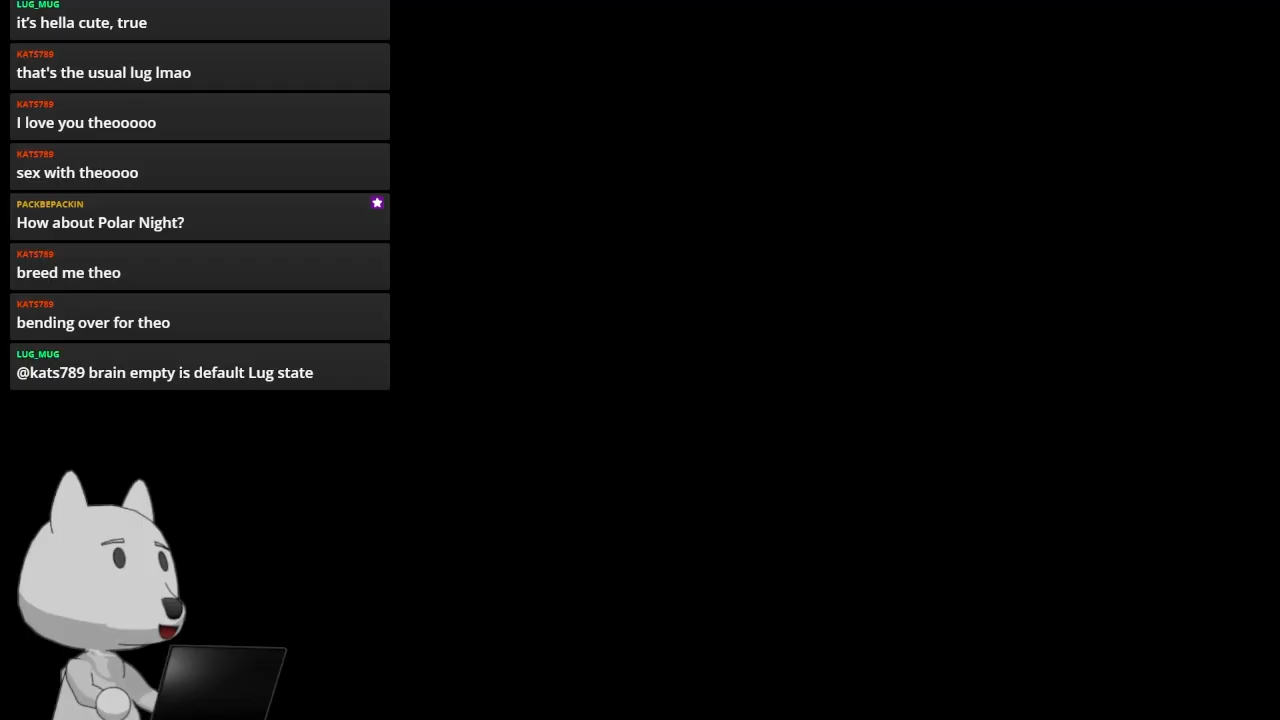 LUG_MUG
it’s hella cute, true
KATS789
that's the usual lug lmao
KATS789
I love you theooooo
KATS789
sex with theoooo
PACKBEPACKIN
How about Polar Night?
KATS789
breed me theo
KATS789
bending over for theo
LUG_MUG
@kats789 brain empty is default Lug state